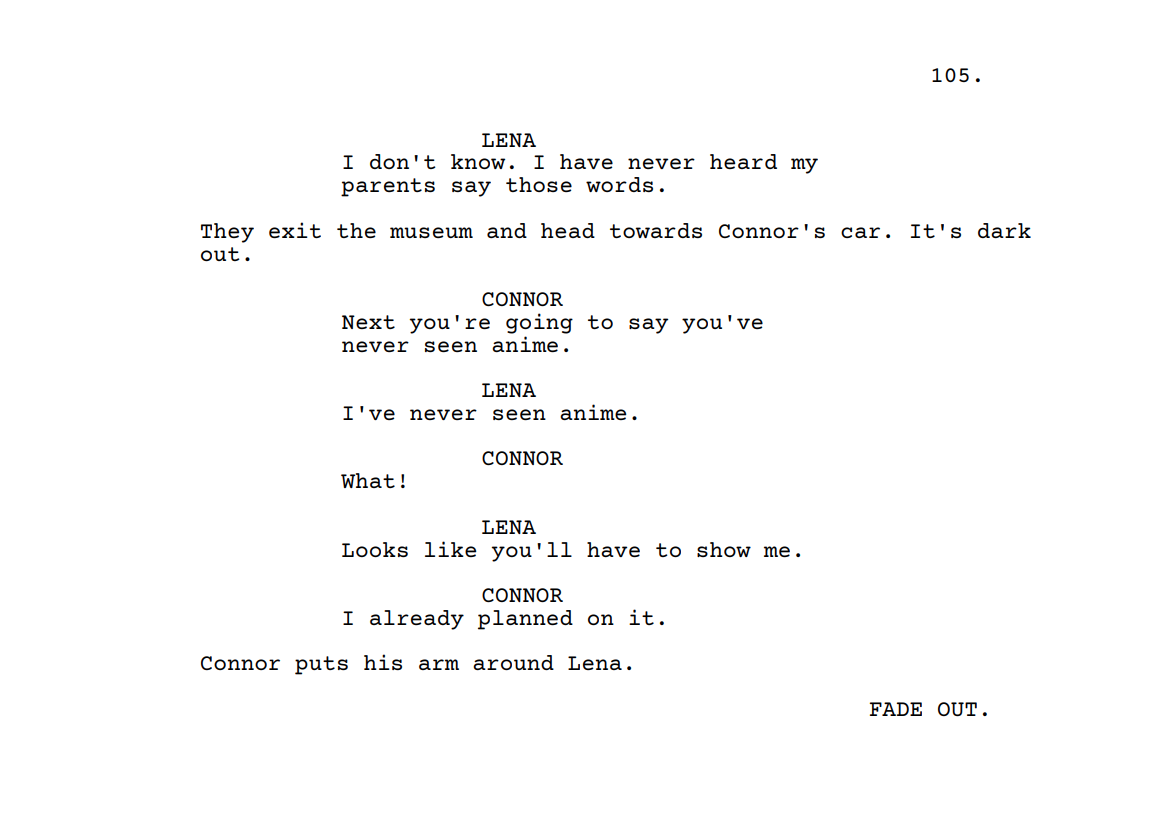 105.
LENA
I don't know. I have never heard my
parents say those words.
They exit the museum and head towards Connor's car. It's dark
out.
CONNOR
Next you're going to say you've
never seen anime.
LENA
I've never seen anime.
CONNOR
What!
LENA
Looks like you'll have to show me.
CONNOR
I already planned on it.
Connor puts his arm around Lena.
FADE OUT.